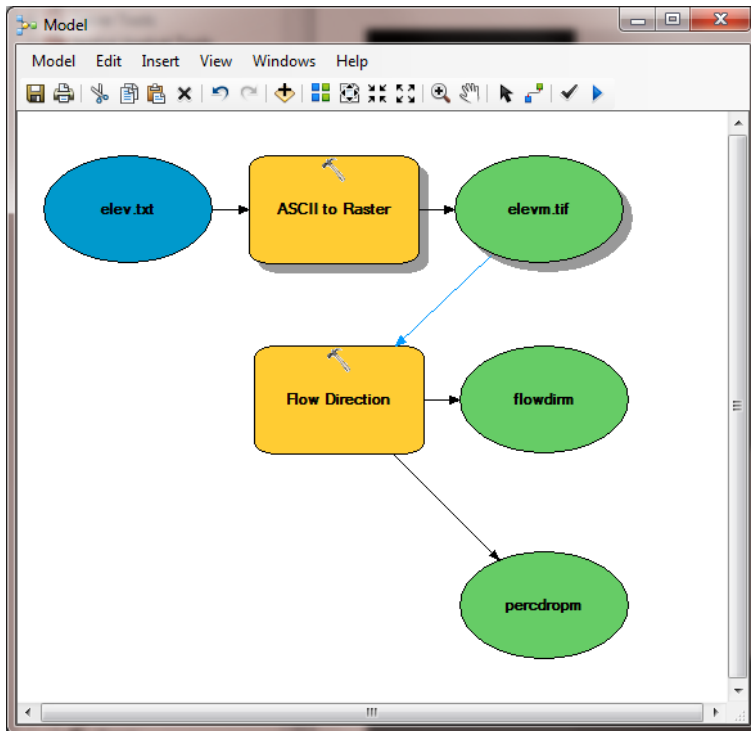 Model
Model Edit Insert View Windows Help
elev.txt
ASCII to Raster
elevm.tif
Flow Direction
flowdirm
percdropm